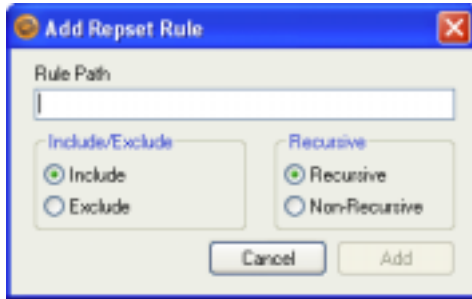 Add Repset Rule
Rule Path
Include/Exclude
Recursive
Include
Recursive
Exclude
Non-Recursive
Cancel
Add